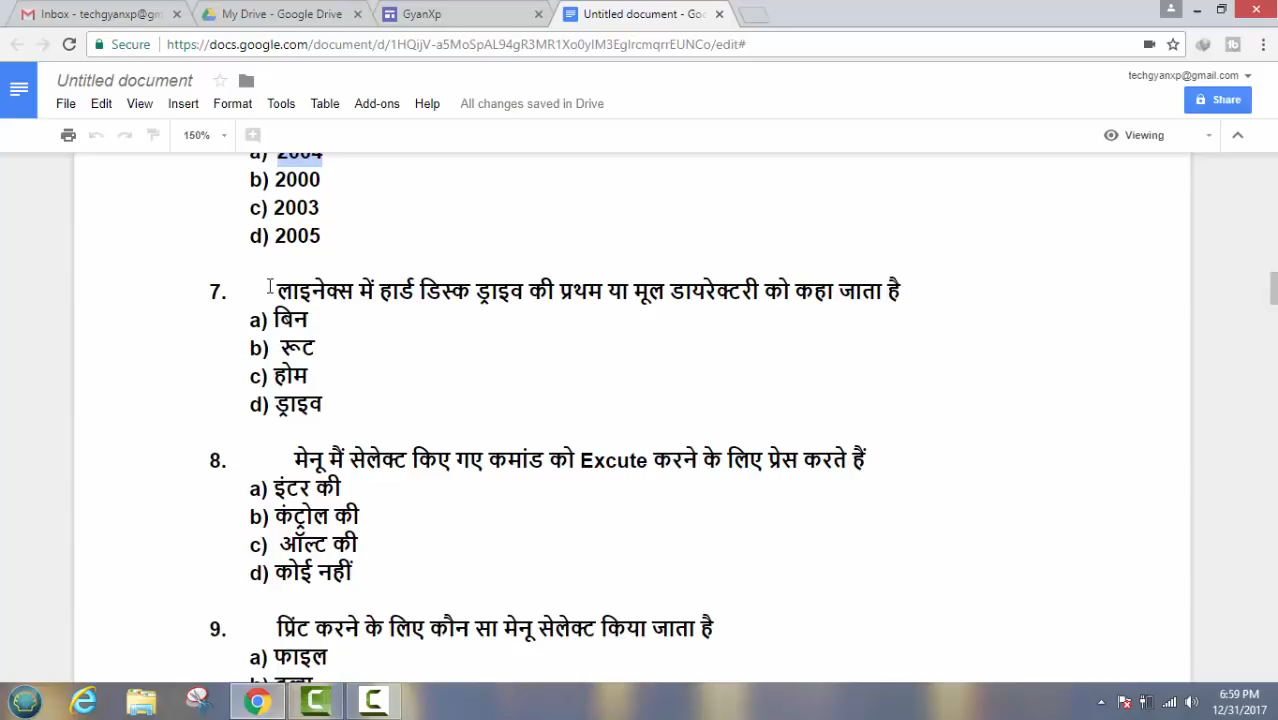 Inbox - techgyanxp@gm
My Drive - Google Drive
GyanXp
Untitled document - Goo
Secure
https://docs.google.com/document/d/1HQijV-a5MoSpAL94gR3MR1Xo0ylM3EglrcmqrrEUNCo/edit#
Untitled document
techgyanxp@gmail.com
File Edit View Insert Format Tools Table Add-ons Help All changes saved in Drive
Share
150%
Viewing
a) 2004
b) 2000
c) 2003
d) 2005
7. लाइनेक्स में हार्ड डिस्क ड्राइव की प्रथम या मूल डायरेक्टरी को कहा जाता है
a) बिन
b) रूट
c) होम
d) ड्राइव
8. मेनू मैं सेलेक्ट किए गए कमांड को Excute करने के लिए प्रेस करते हैं
a) इंटर की
b) कंट्रोल की
c) ऑल्ट की
d) कोई नहीं
9. प्रिंट करने के लिए कौन सा मेनू सेलेक्ट किया जाता है
a) फाइल
6:59 PM
12/31/2017